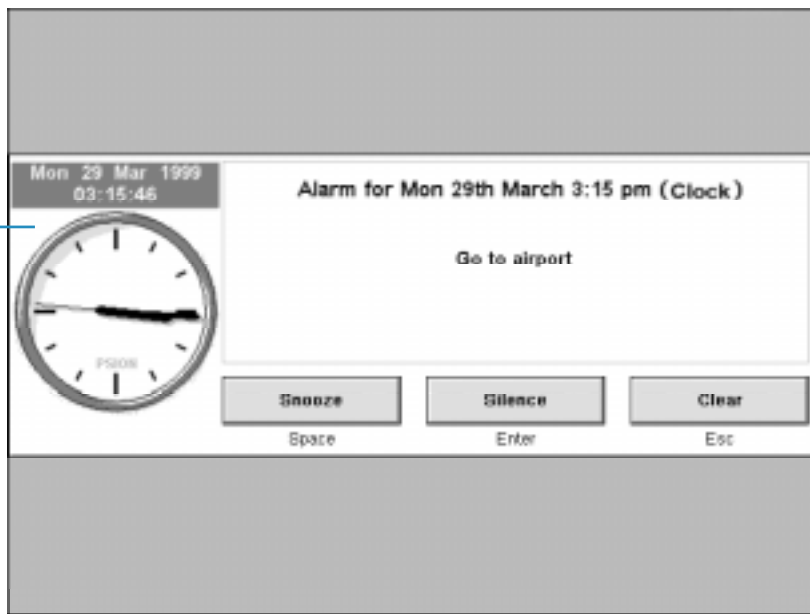 Mon 29 Mar 1999
03:15:46
PSION
Alarm for Mon 29th March 3:15 pm (Clock)
Go to airport
Snooze
Silence
Clear
Space
Enter
Esc